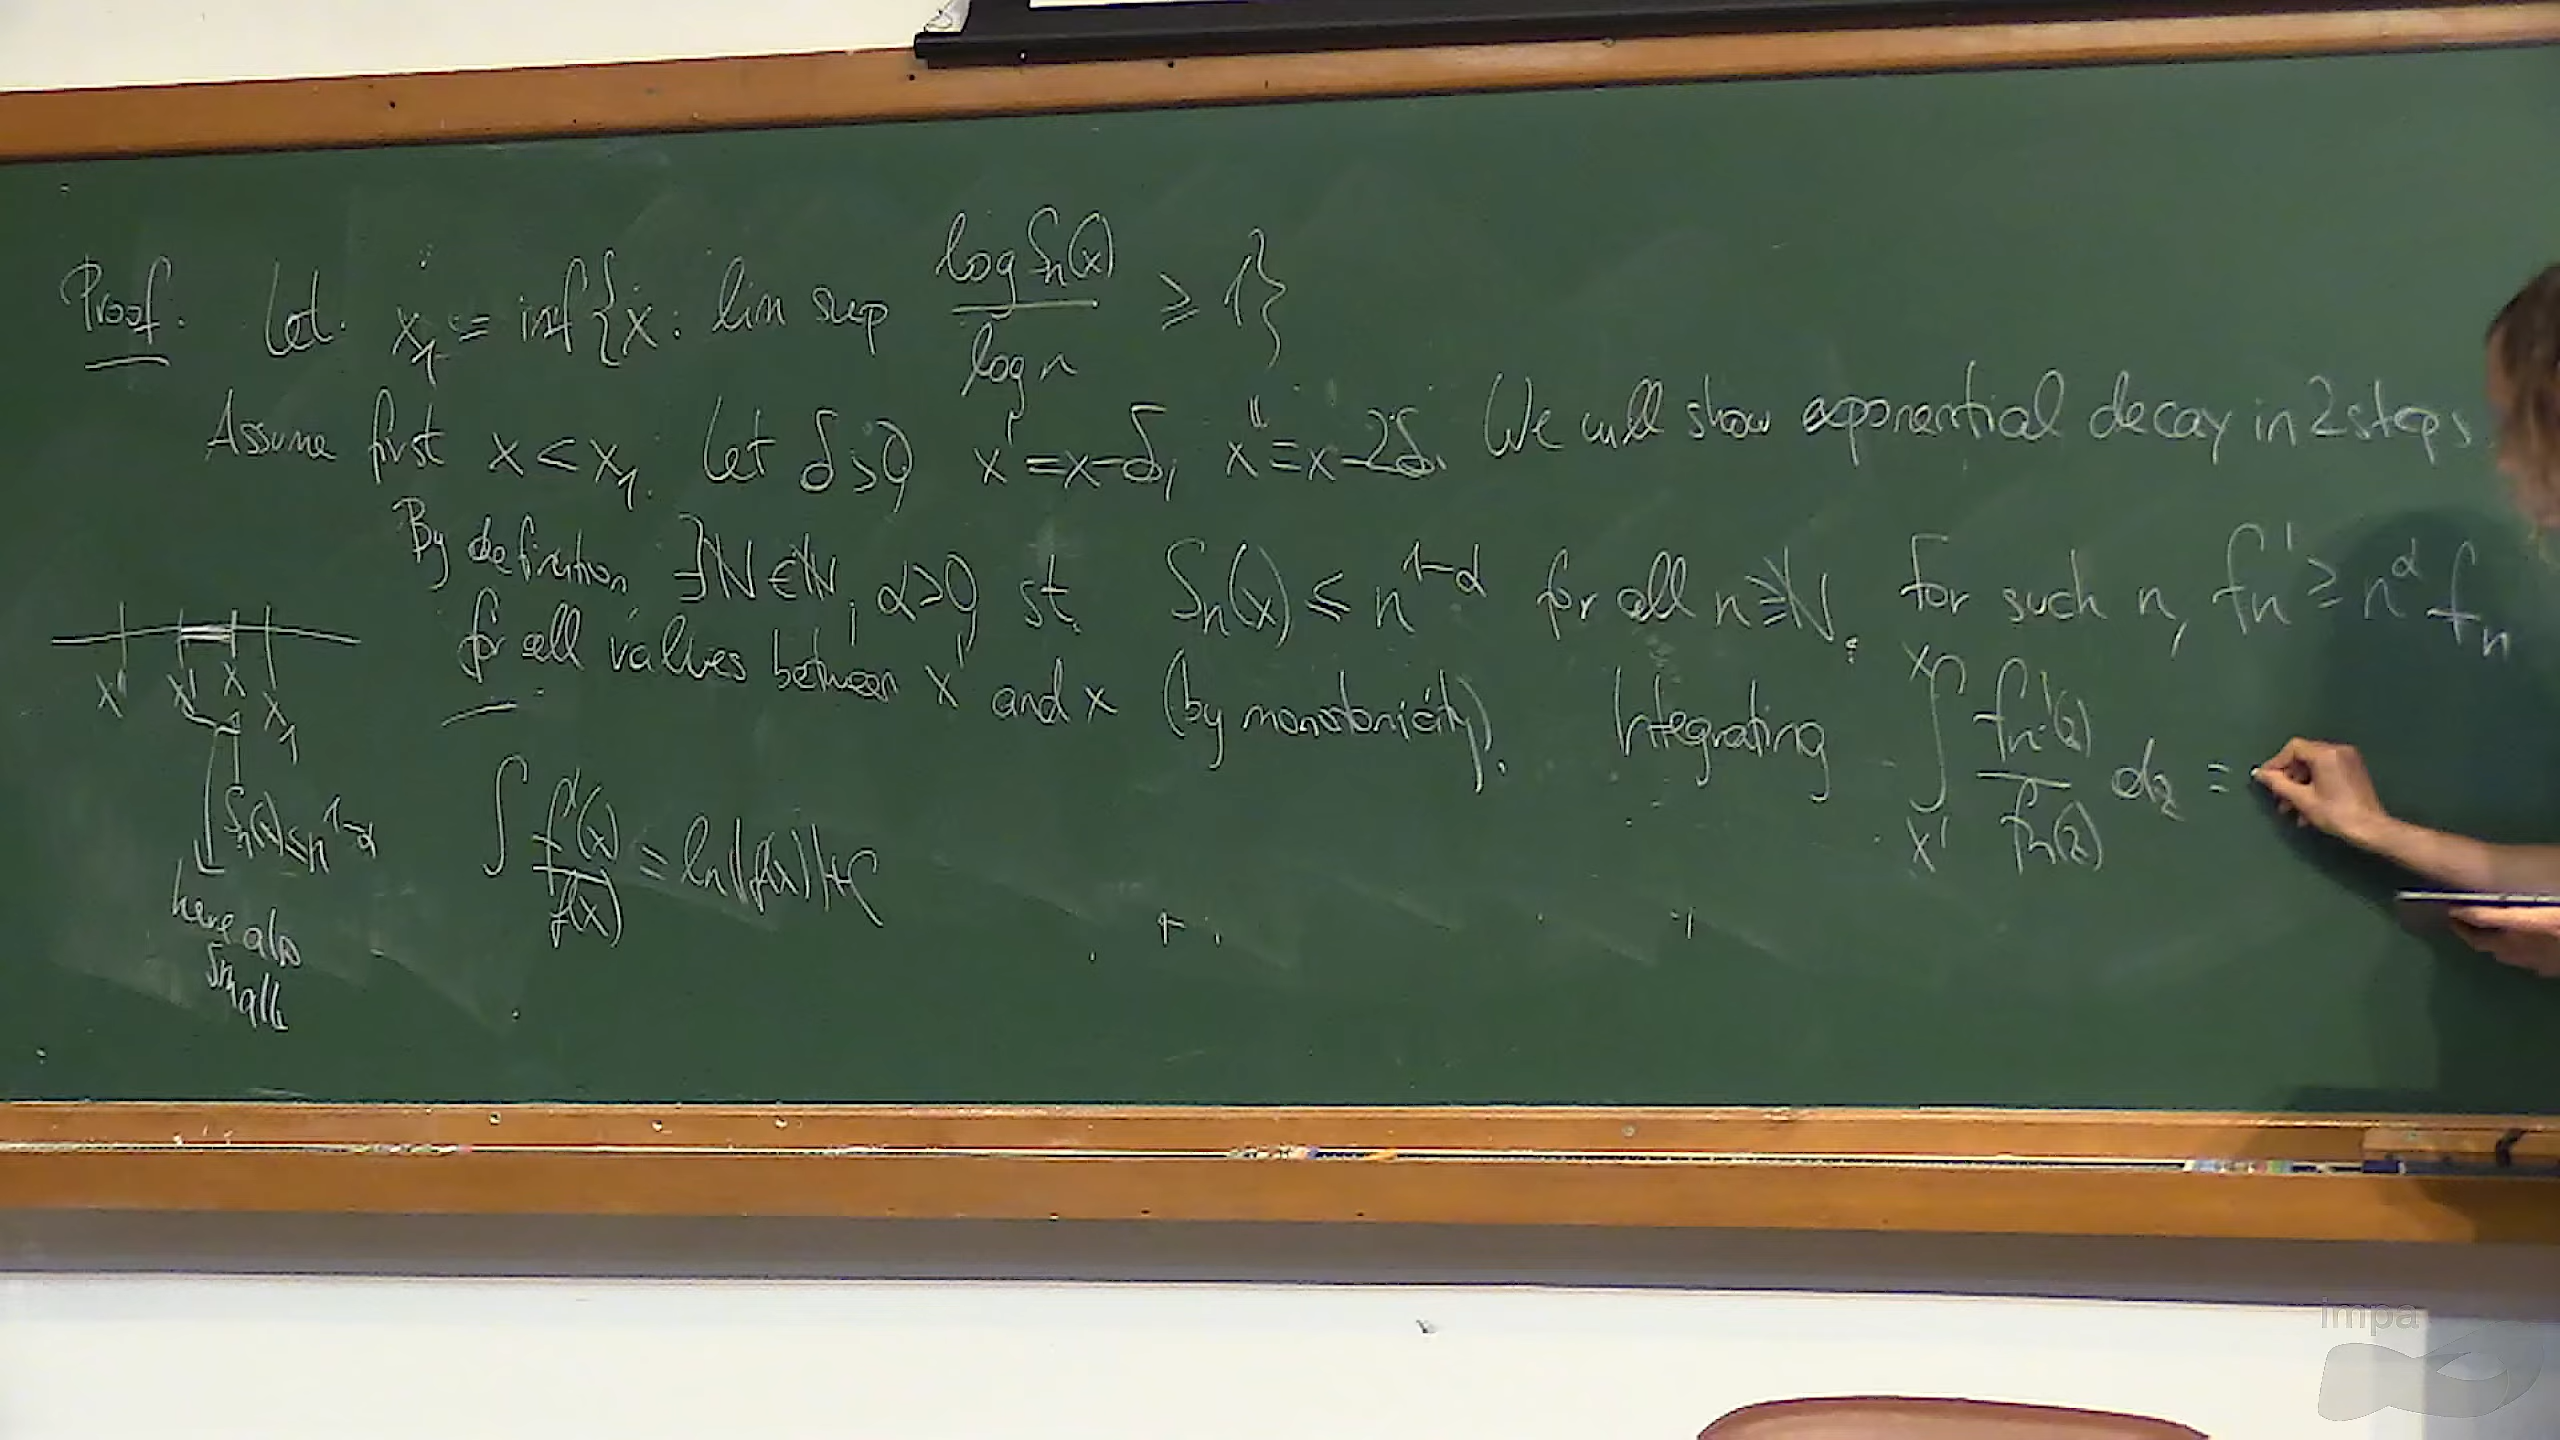 Proof. Let x₁ = inf{x : lim sup log Sn(x) / log n ≥ 1}
Assume first x < x₁. Let δ>0, x' = x-δ, x'' = x-2δ. We will show exponential decay in 2 steps
By definition ∃N∈ℕ, α>0 st. Sn(x) ≤ n^{1-α} for all n≥N. For such n, fn' ≥ n^α fn
for all values between x' and x (by monotonicity). Integrating ∫_{x'}^{x} fn'(z)/fn(z) dz =
x'' x' x x₁
Sn(x) ≤ n^{1-α}
here also
small
∫ f'(x)/f(x) = ln|f(x)|+C
impa